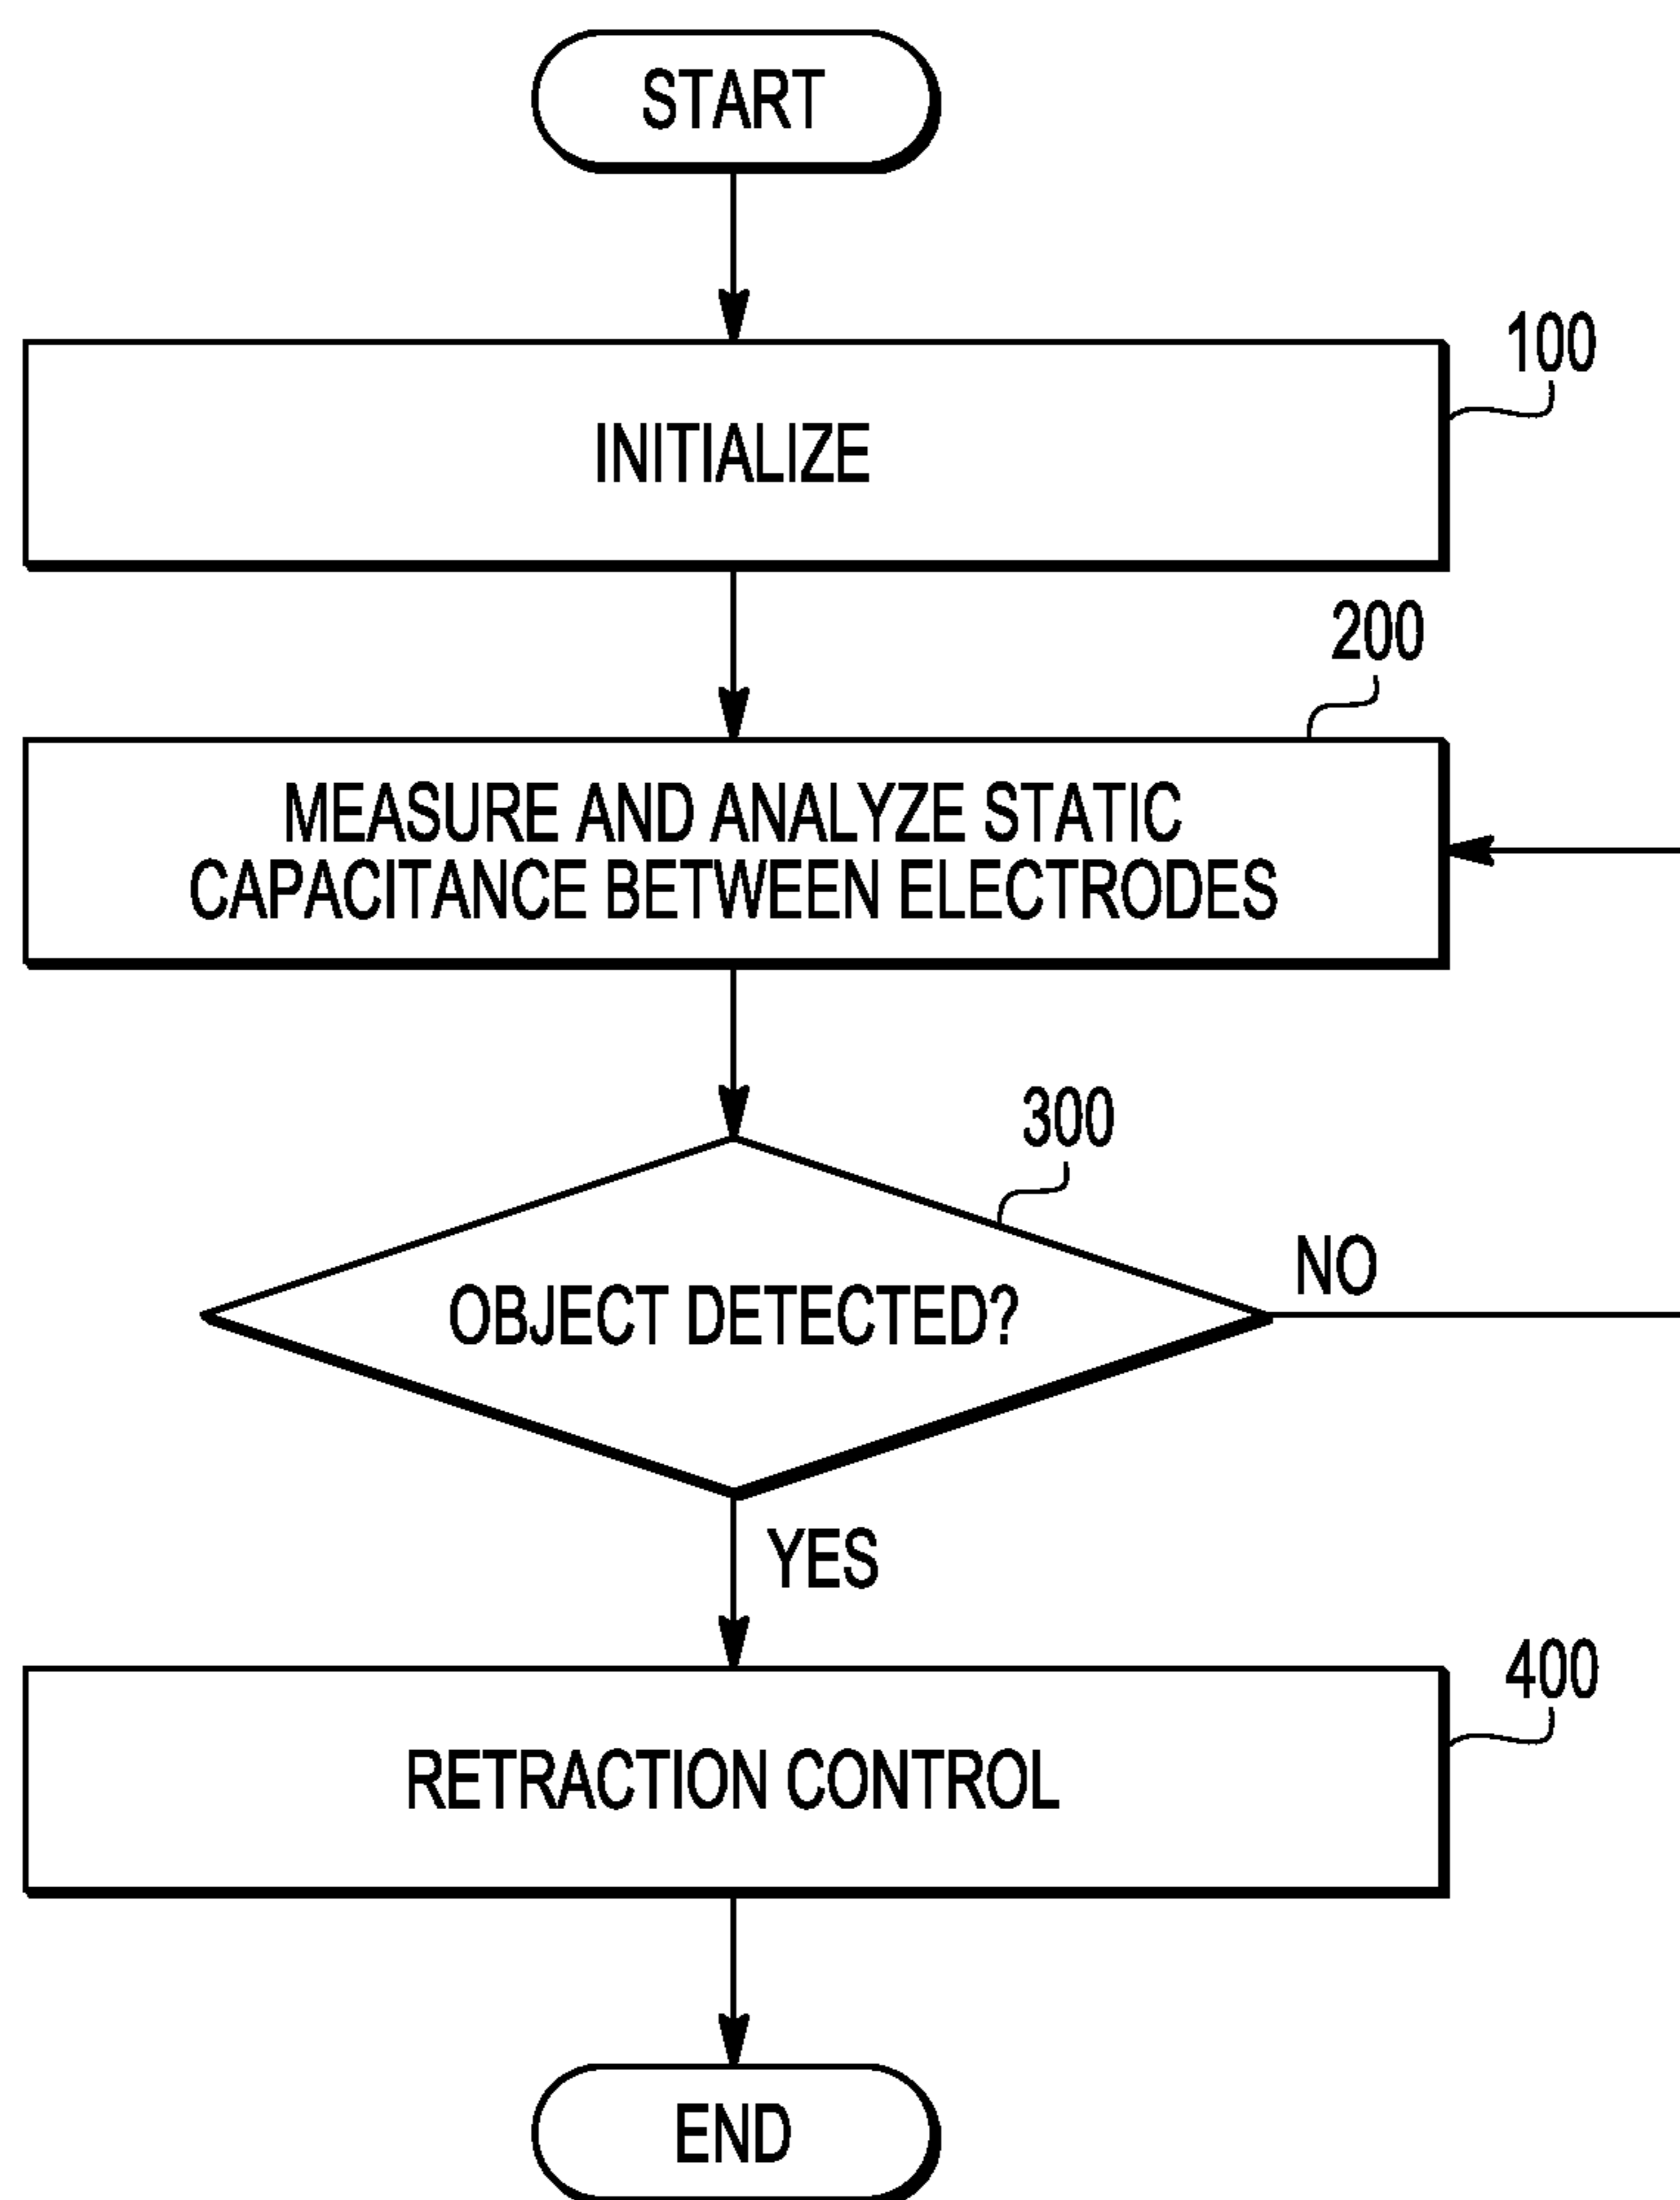 START
100
INITIALIZE
200
MEASURE AND ANALYZE STATIC
CAPACITANCE BETWEEN ELECTRODES
300
NO
OBJECT DETECTED?
YES
400
RETRACTION CONTROL
END